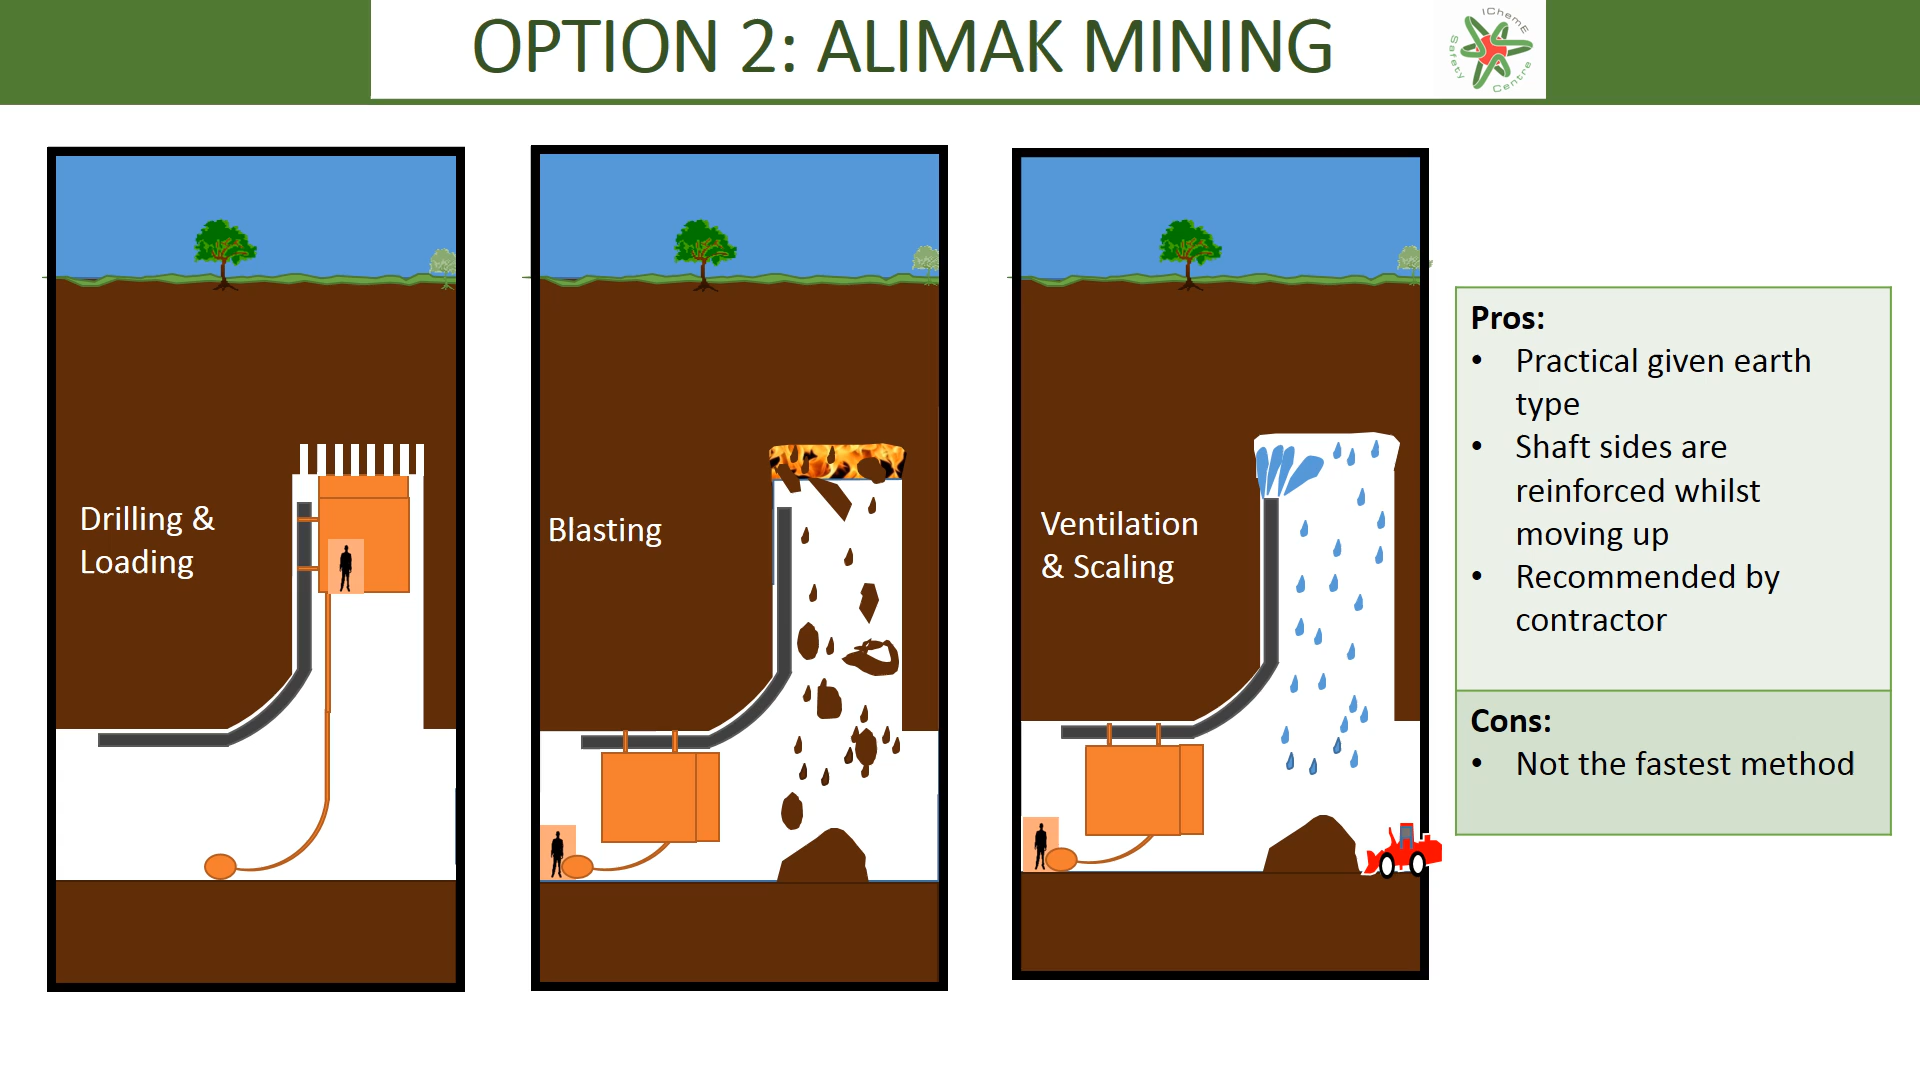 OPTION 2: ALIMAK MINING
IChemE
Safety
Centre
Drilling &
Loading
Blasting
Ventilation
& Scaling
Pros:
• Practical given earth
type
• Shaft sides are
reinforced whilst
moving up
• Recommended by
contractor
Cons:
• Not the fastest method